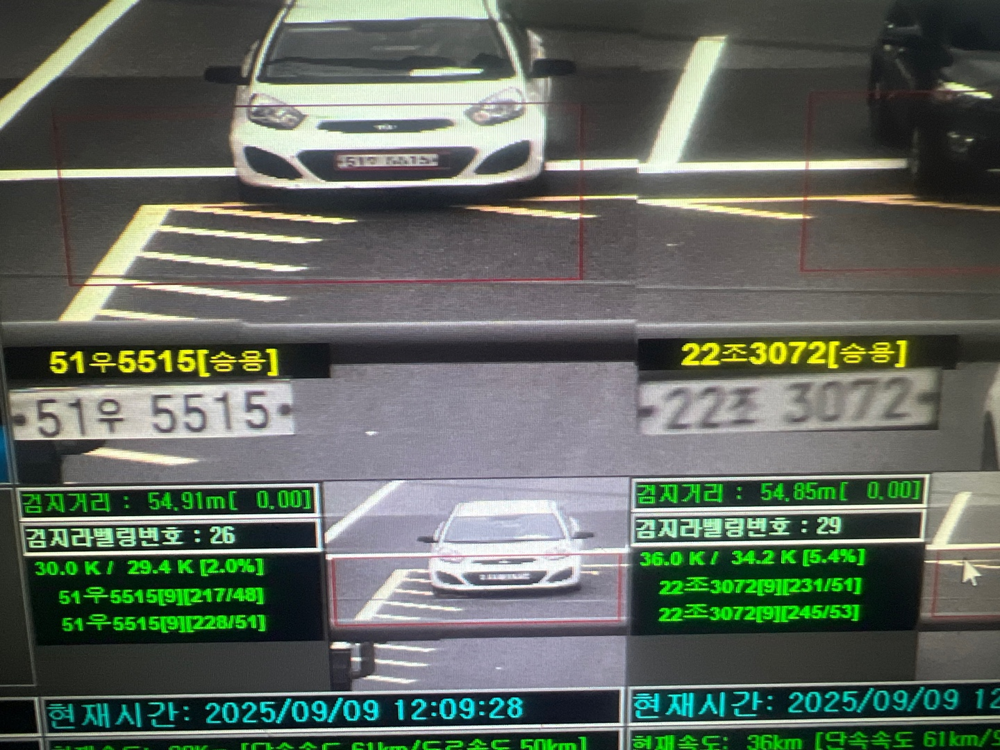 51우 5515
51우5515[승용]
51우 5515
검지거리 : 54.91m[ 0.00]
검지라벨링번호 : 26
30.0 K / 29.4 K [2.0%]
51우5515[9][217/48]
51우5515[9][228/51]
현재시간: 2025/09/09 12:09:28
[단속속도 61km/도로속도 50km]
22조3072[승용]
22조 3072
검지거리 : 54.85m[ 0.00]
검지라벨링번호 : 29
36.0 K / 34.2 K [5.4%]
22조3072[9][231/51]
22조3072[9][245/53]
현재시간: 2025/09/09 12
현재속도: 36km [단속속도 61km/